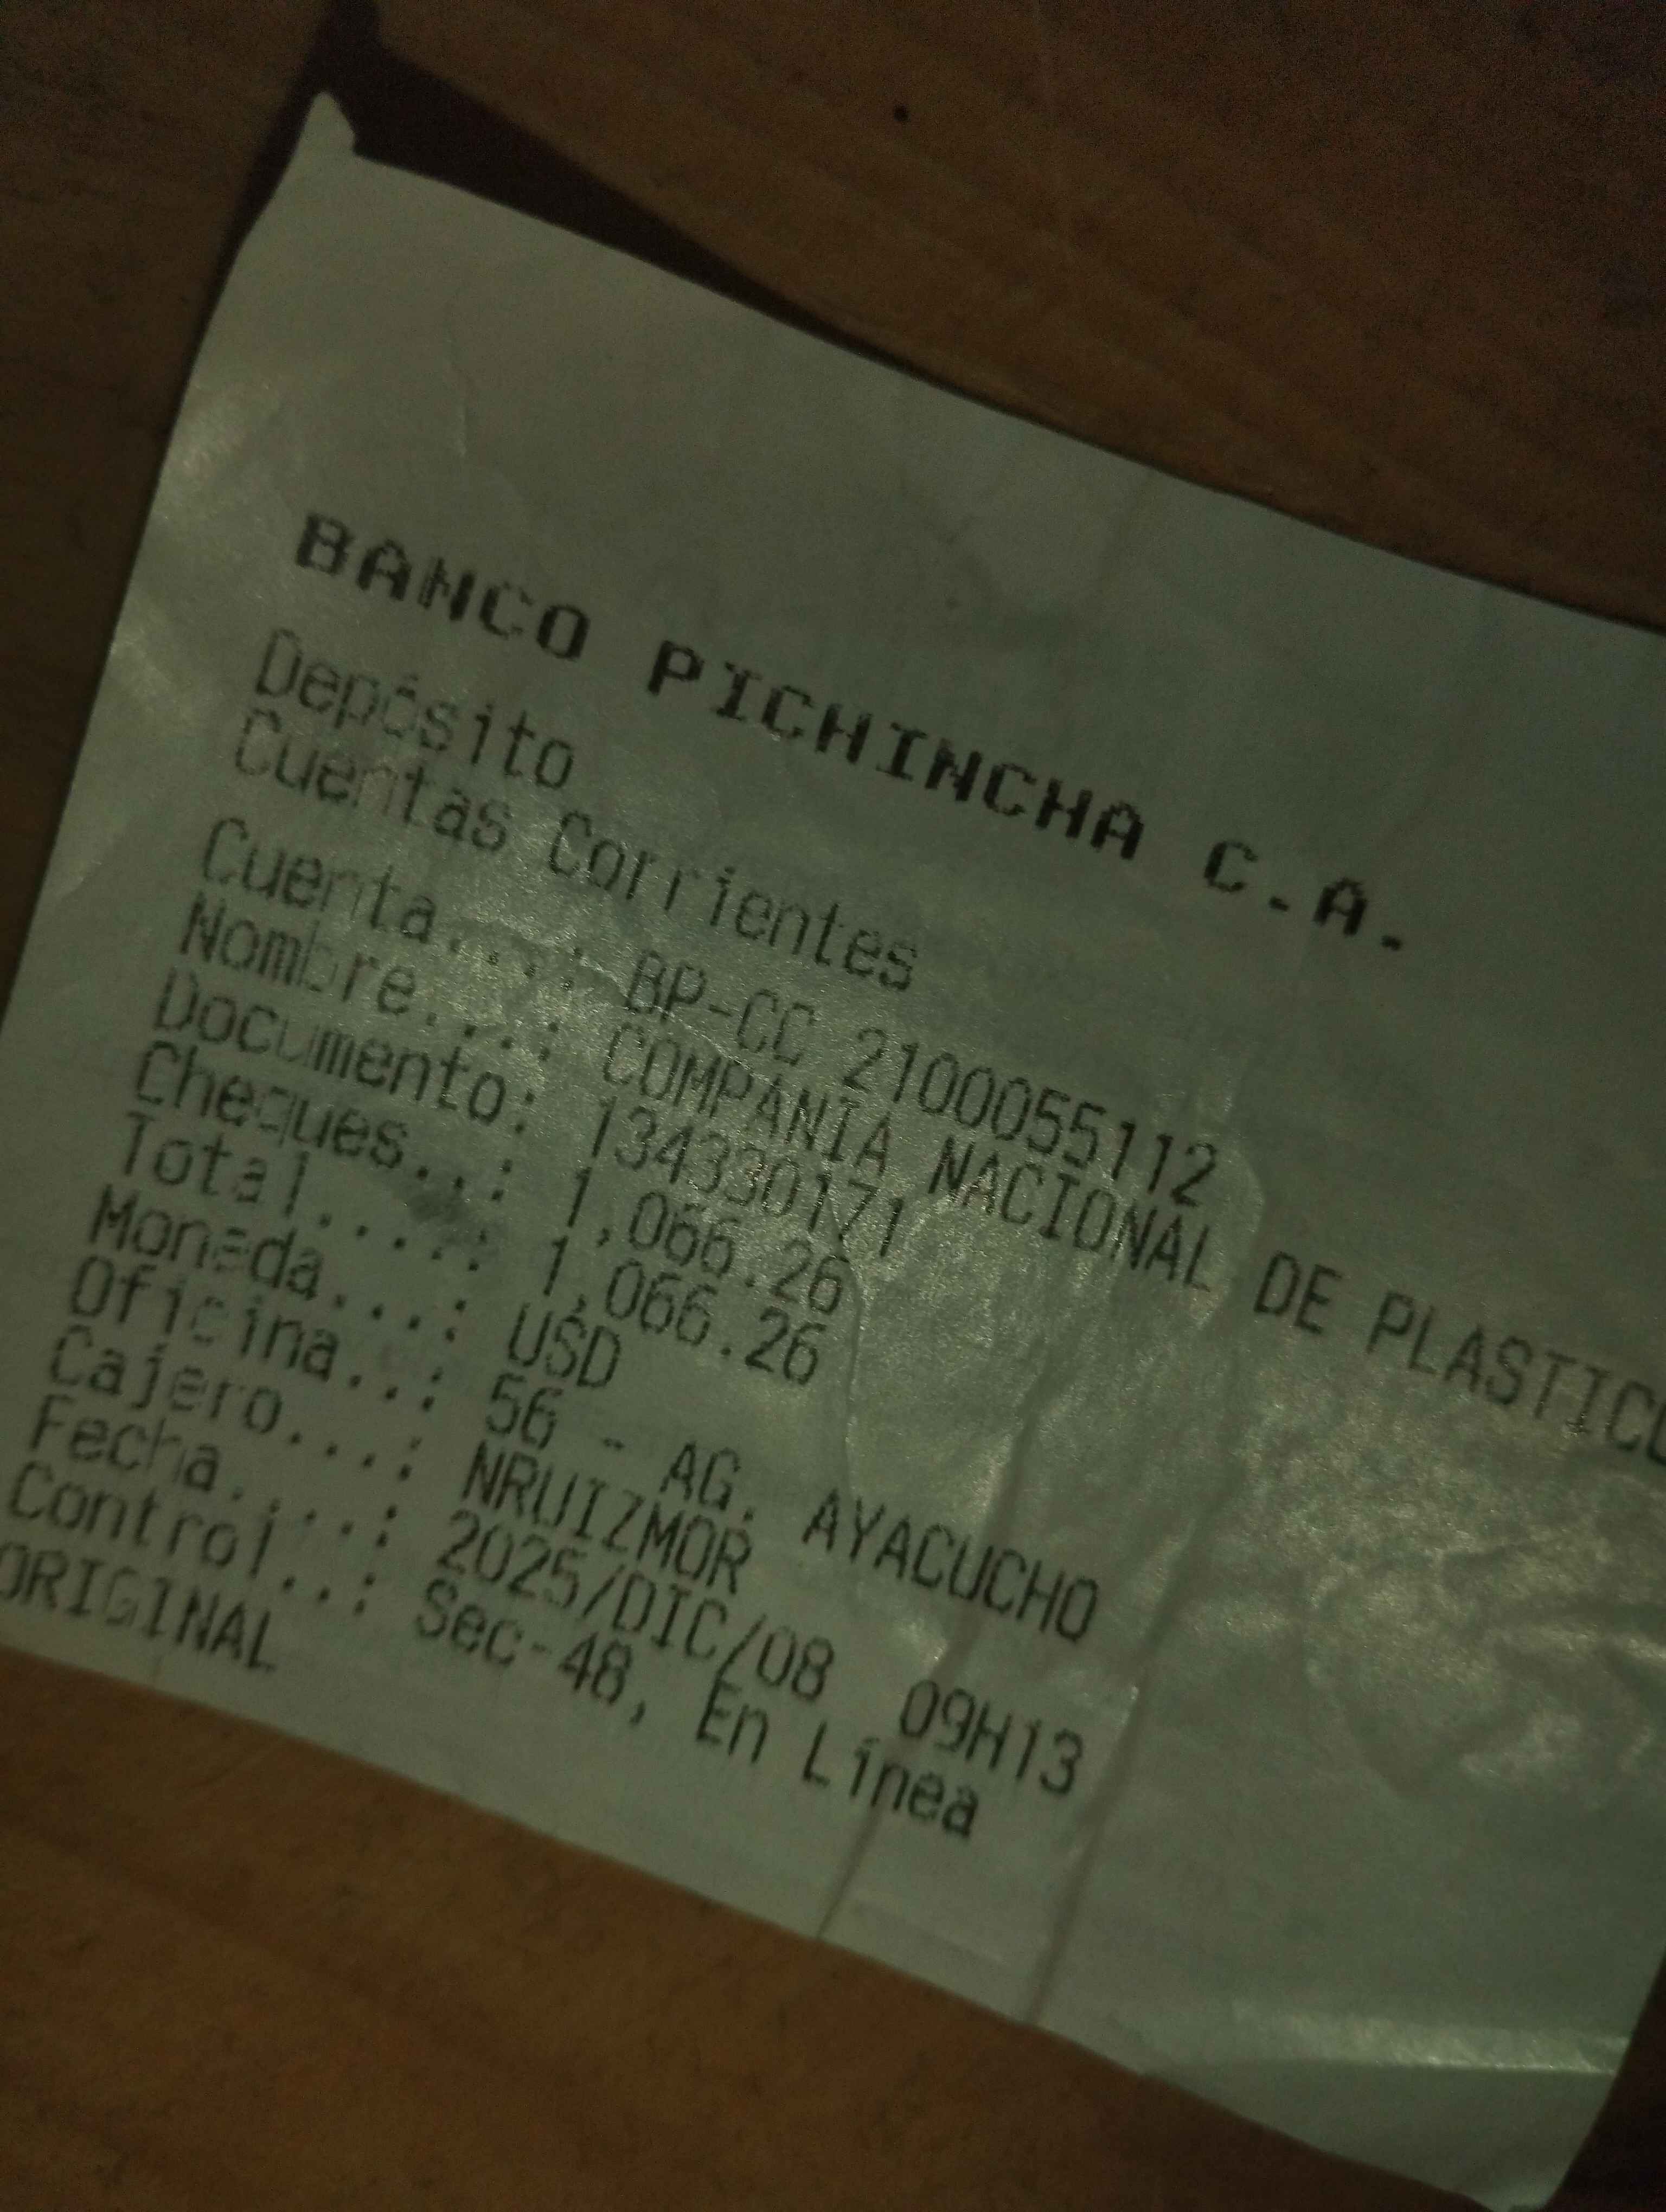 BANCO PICHINCHA C.A.
Depósito
Cuentas Corrientes
Cuenta....: BP-CC 2100055112
Nombre....: COMPANIA NACIONAL DE PLASTICO
Documento: 134330171
Cheques..: 1,066.26
Total....: 1,066.26
Moneda...: USD
Oficina..: 56 - AG. AYACUCHO
Cajero...: NRUIZMOR
Fecha....: 2025/DIC/08 09H13
Control..: Sec-48, En Línea
ORIGINAL